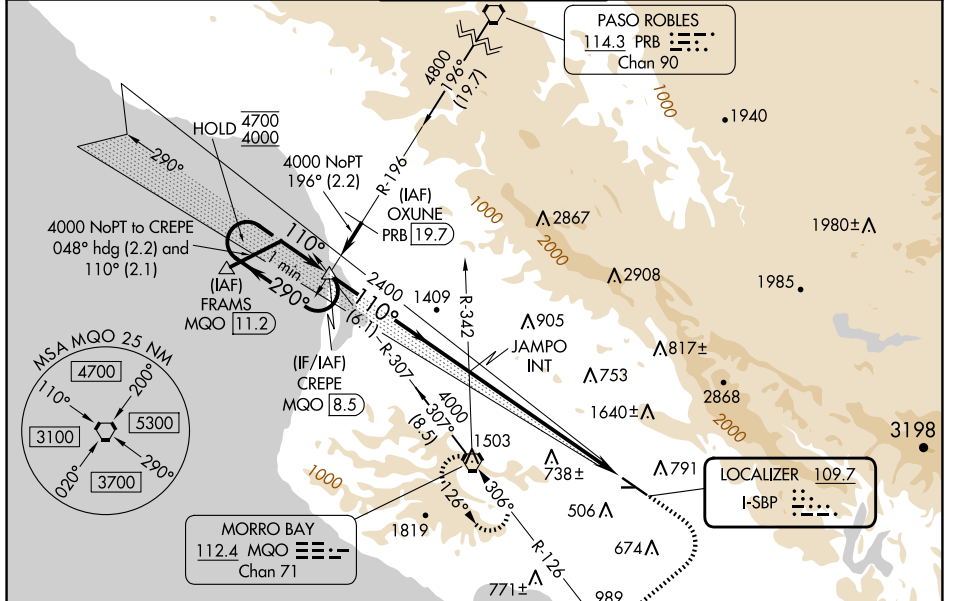 PASO ROBLES
114.3 PRB
Chan 90
4800
196°
(19.7)
1000
1940
HOLD 4700
4000
290°
4000 NoPT
196° (2.2)
R-196
(IAF)
OXUNE
PRB 19.7
1000
2867
2000
1980±
4000 NoPT to CREPE
048° hdg (2.2) and
110° (2.1)
110°
1 min
290°
(IAF)
FRAMS
MQO 11.2
2400
110°
(6.1)
1409
R-342
2908
1985
905
JAMPO
INT
817±
MSA MQO 25 NM
4700
110°
200°
3100
5300
020°
3700
290°
(IF/IAF)
CREPE
MQO 8.5
R-307
4000
307°
(8.5)
753
2868
1640±
2000
3198
1503
1000
738±
791
LOCALIZER 109.7
I-SBP
126°
306°
506
1819
MORRO BAY
112.4 MQO
Chan 71
R-126
674
771±
989